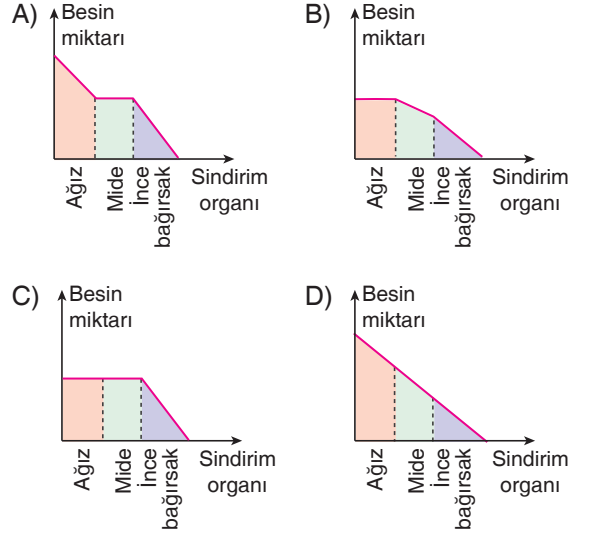 A)
Besin
miktarı
Ağız
Mide
İnce
bağırsak
Sindirim
organı
B)
Besin
miktarı
Ağız
Mide
İnce
bağırsak
Sindirim
organı
C)
Besin
miktarı
Ağız
Mide
İnce
bağırsak
Sindirim
organı
D)
Besin
miktarı
Ağız
Mide
İnce
bağırsak
Sindirim
organı